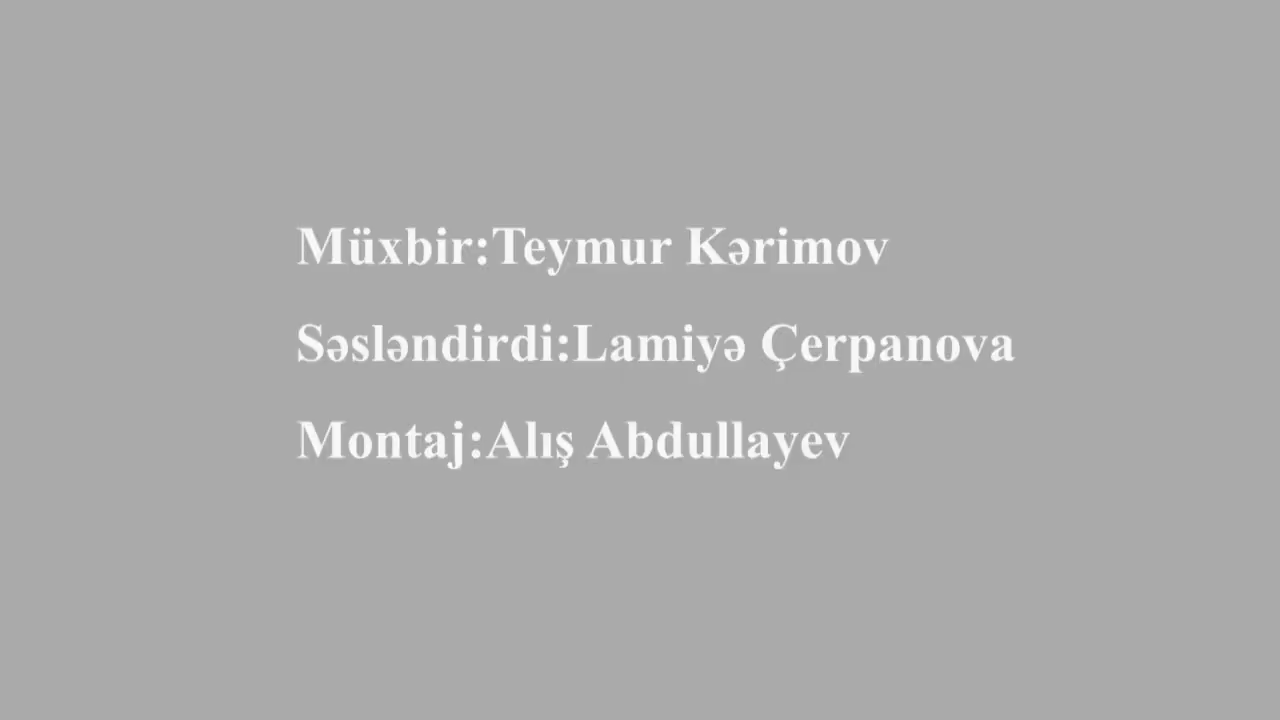 Müxbir:Teymur Kərimov
Səsləndirdi:Lamiyə Çerpanova
Montaj:Alış Abdullayev